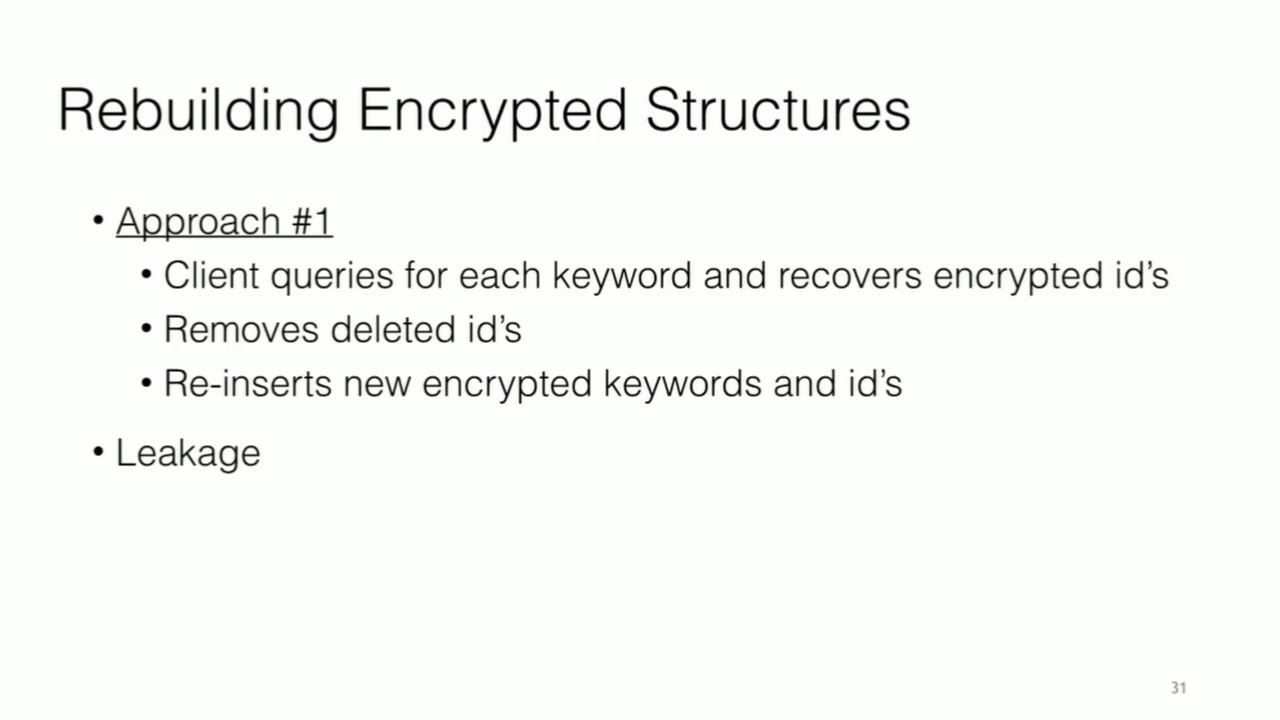 Rebuilding Encrypted Structures
• Approach #1
• Client queries for each keyword and recovers encrypted id’s
• Removes deleted id’s
• Re-inserts new encrypted keywords and id’s
• Leakage
31